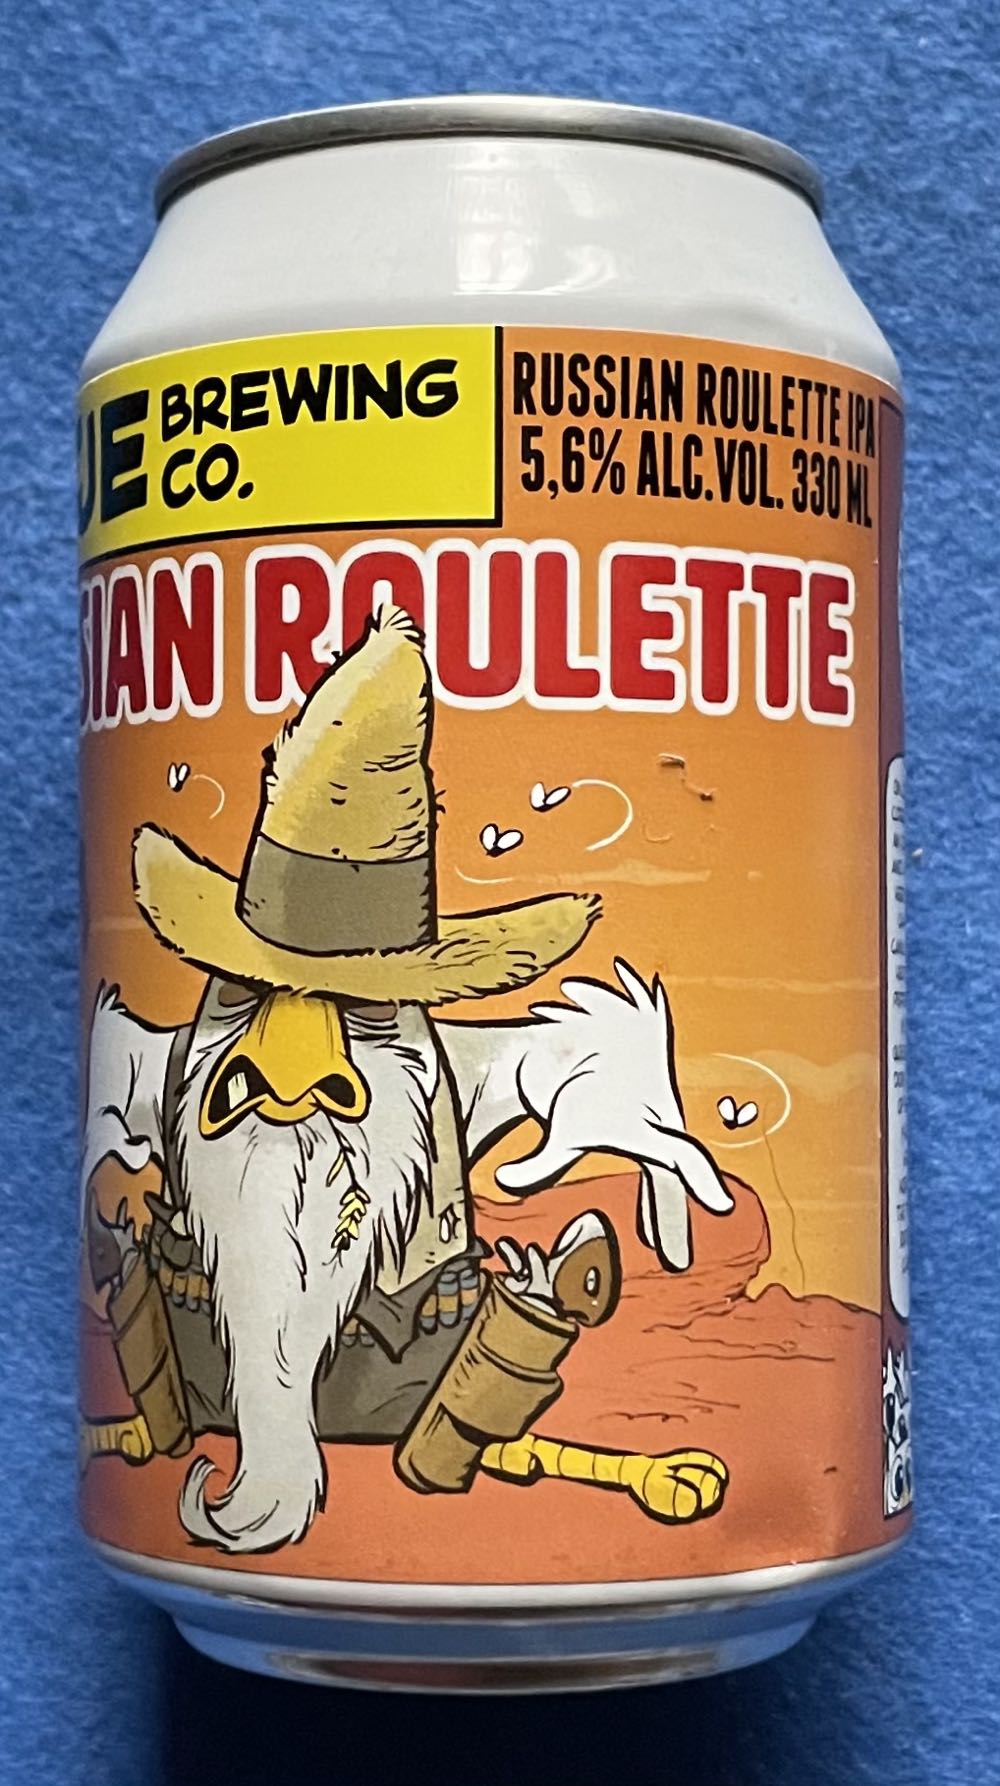 UE BREWING
CO.
RUSSIAN ROULETTE IPA
5,6% ALC.VOL. 330 ML
SIAN ROULETTE